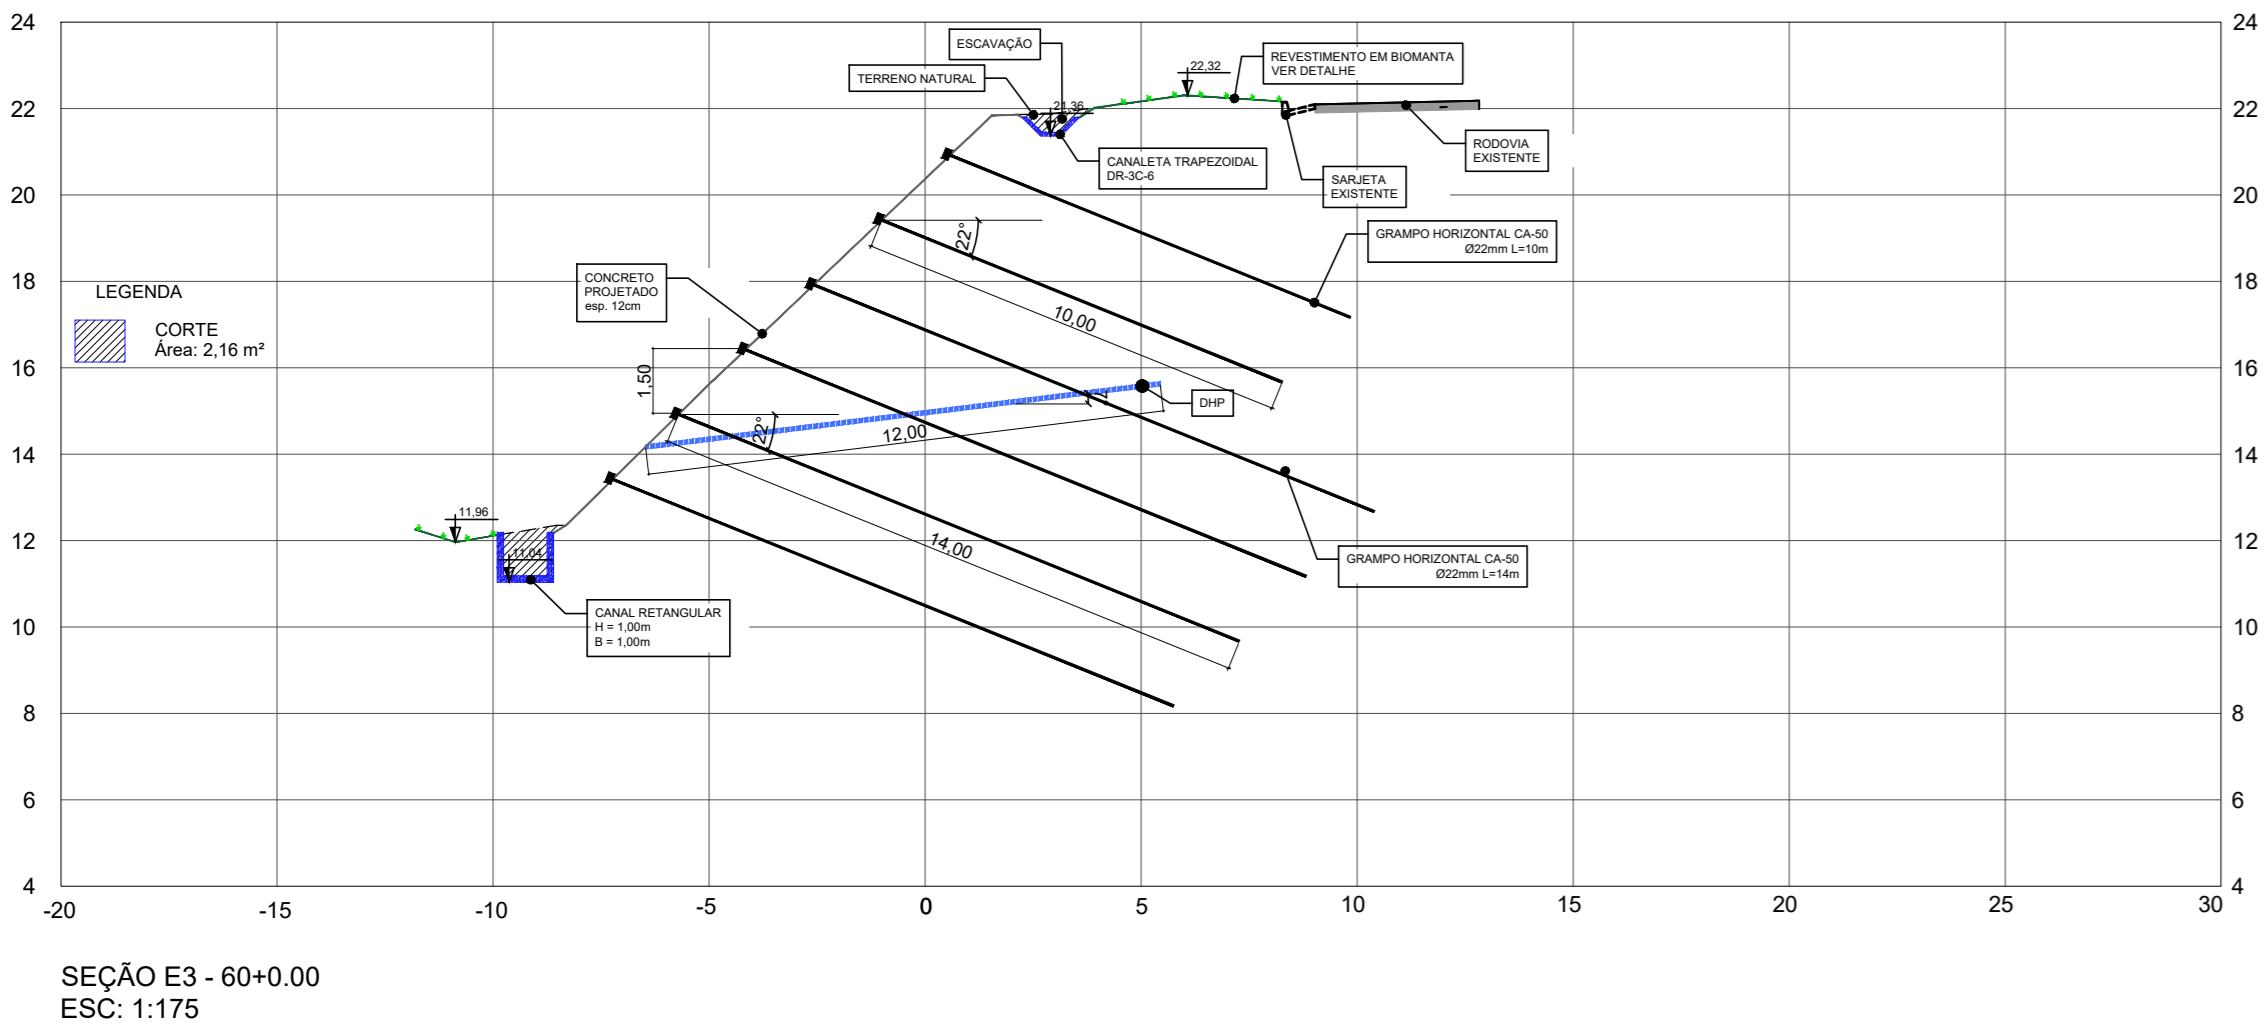 24
22
20
18
16
14
12
10
8
6
4
24
22
20
18
16
14
12
10
8
6
4
-20
-15
-10
-5
0
5
10
15
20
25
30
ESCAVAÇÃO
TERRENO NATURAL
22,32
REVESTIMENTO EM BIOMANTA
VER DETALHE
21,36
CANALETA TRAPEZOIDAL
DR-3C-6
SARJETA
EXISTENTE
RODOVIA
EXISTENTE
GRAMPO HORIZONTAL CA-50
Ø22mm L=10m
22°
10,00
CONCRETO
PROJETADO
esp. 12cm
LEGENDA
CORTE
Área: 2,16 m²
1,50
22°
12,00
DHP
14,00
GRAMPO HORIZONTAL CA-50
Ø22mm L=14m
11,96
11,04
CANAL RETANGULAR
H = 1,00m
B = 1,00m
SEÇÃO E3 - 60+0.00
ESC: 1:175